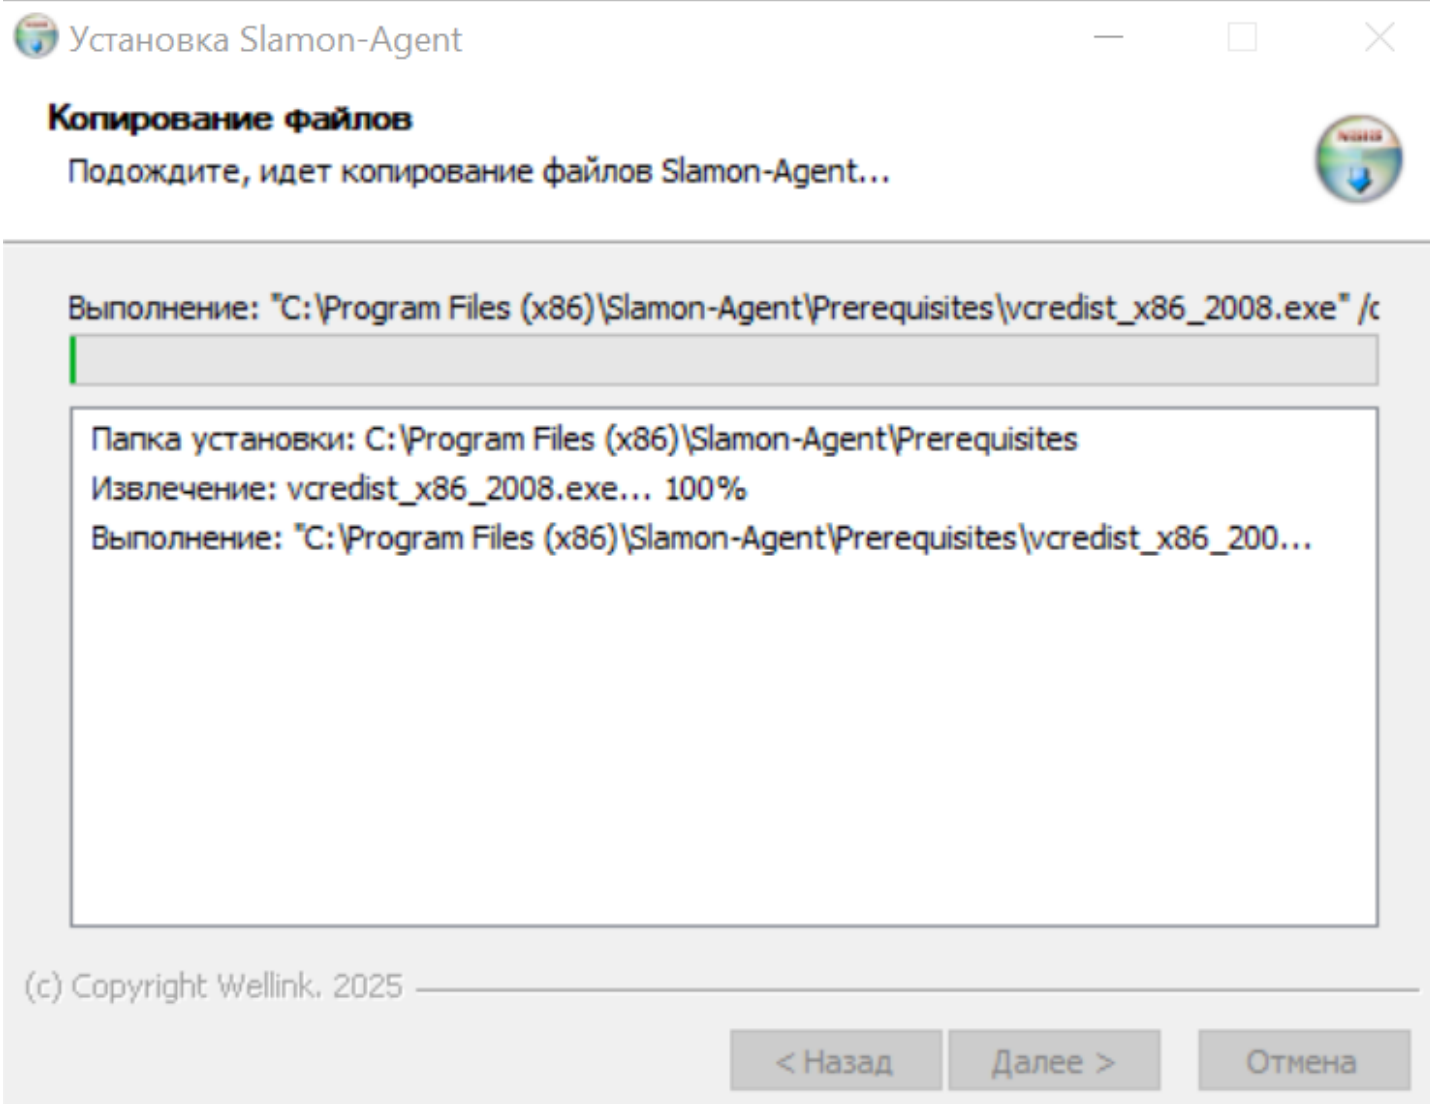 Установка Slamon-Agent
Копирование файлов
Подождите, идет копирование файлов Slamon-Agent...
Выполнение: "C:\Program Files (x86)\Slamon-Agent\Prerequisites\vcredist_x86_2008.exe" /
Папка установки: C:\Program Files (x86)\Slamon-Agent\Prerequisites
Извлечение: vcredist_x86_2008.exe... 100%
Выполнение: "C:\Program Files (x86)\Slamon-Agent\Prerequisites\vcredist_x86_200...
(c) Copyright Wellink. 2025
< Назад
Далее >
Отмена